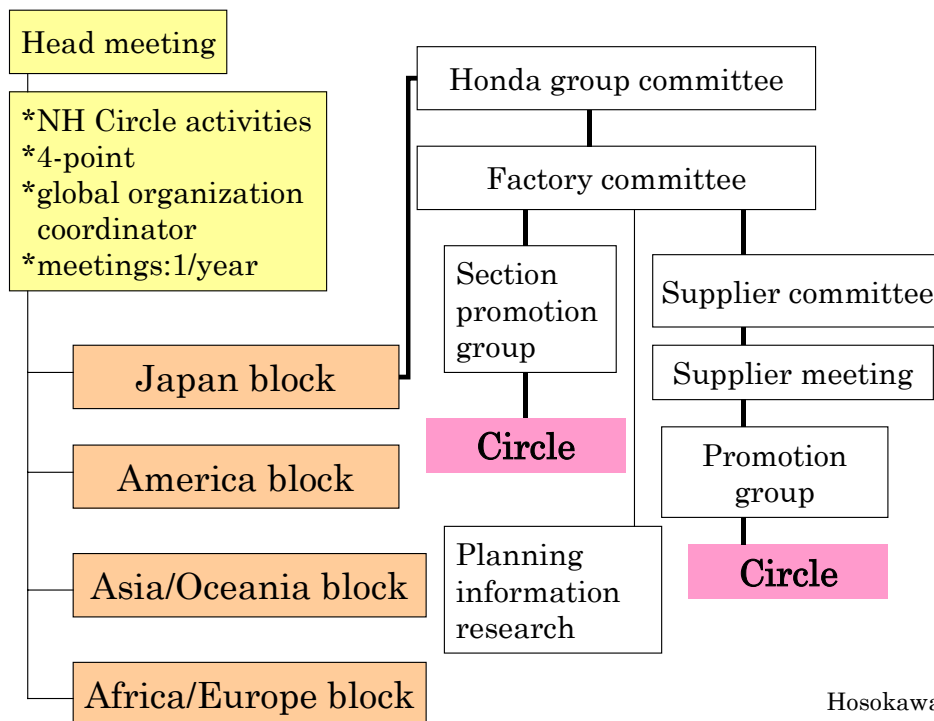 Head meeting
*NH Circle activities
*4-point
*global organization
coordinator
*meetings:1/year
Japan block
America block
Asia/Oceania block
Africa/Europe block
Honda group committee
Factory committee
Section
promotion
group
Circle
Planning
information
research
Supplier committee
Supplier meeting
Promotion
group
Circle
Hosokawa